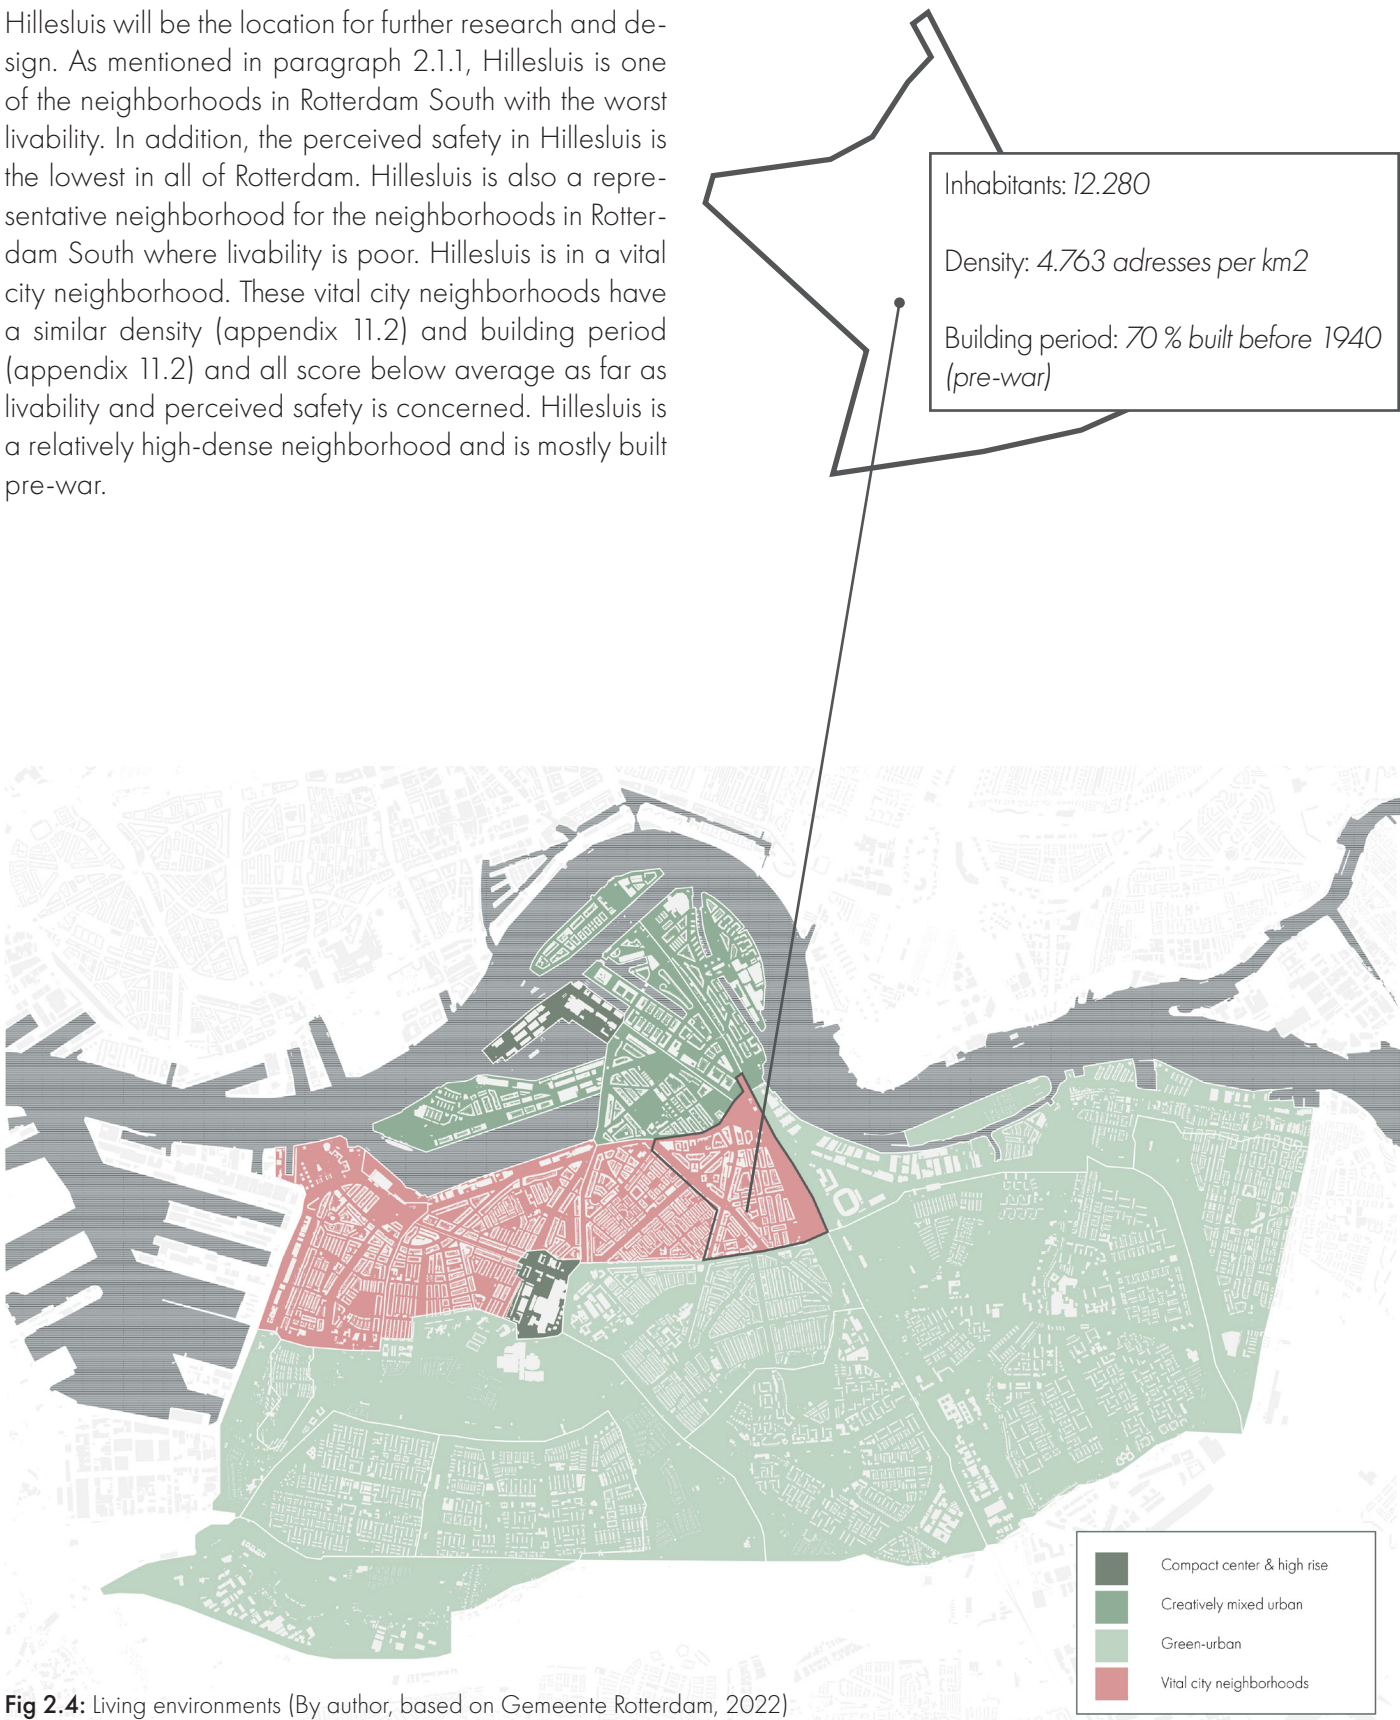 Hillesluis will be the location for further research and de-
sign. As mentioned in paragraph 2.1.1, Hillesluis is one
of the neighborhoods in Rotterdam South with the worst
livability. In addition, the perceived safety in Hillesluis is
the lowest in all of Rotterdam. Hillesluis is also a repre-
sentative neighborhood for the neighborhoods in Rotter-
dam South where livability is poor. Hillesluis is in a vital
city neighborhood. These vital city neighborhoods have
a similar density (appendix 11.2) and building period
(appendix 11.2) and all score below average as far as
livability and perceived safety is concerned. Hillesluis is
a relatively high-dense neighborhood and is mostly built
pre-war.
Inhabitants: 12.280
Density: 4.763 adresses per km2
Building period: 70 % built before 1940
(pre-war)
Compact center & high rise
Creatively mixed urban
Green-urban
Vital city neighborhoods
Fig 2.4: Living environments (By author, based on Gemeente Rotterdam, 2022)